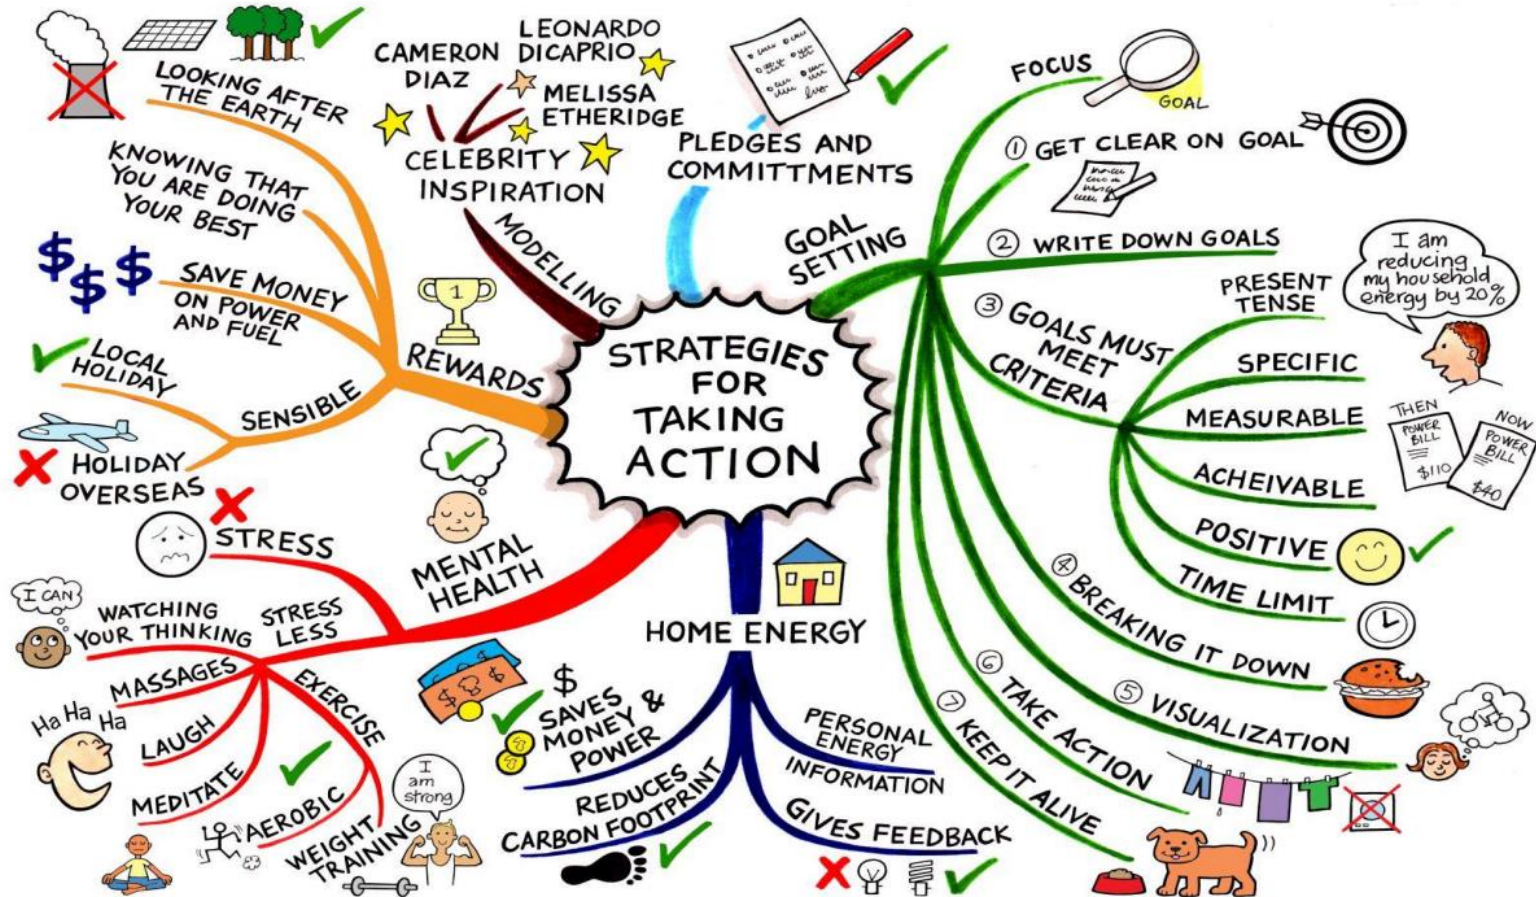 STRATEGIES
FOR
TAKING
ACTION
PLEDGES AND
COMMITTMENTS
GOAL
SETTING
FOCUS
GOAL
① GET CLEAR ON GOAL
② WRITE DOWN GOALS
③ GOALS MUST
MEET
CRITERIA
PRESENT
TENSE
I am
reducing
my household
energy by 20%
SPECIFIC
MEASURABLE
THEN
POWER
BILL
$110
NOW
POWER
BILL
$40
ACHEIVABLE
POSITIVE
TIME LIMIT
④ BREAKING IT DOWN
⑤ VISUALIZATION
⑥ TAKE ACTION
⑦ KEEP IT ALIVE
HOME ENERGY
PERSONAL
ENERGY
INFORMATION
GIVES FEEDBACK
REDUCES
CARBON FOOTPRINT
$
SAVES
MONEY &
POWER
$ $
MENTAL
HEALTH
STRESS
STRESS
LESS
WATCHING
YOUR THINKING
I CAN
MASSAGES
LAUGH
Ha Ha Ha
MEDITATE
EXERCISE
AEROBIC
WEIGHT
TRAINING
I
am
strong
REWARDS
1
LOOKING AFTER
THE EARTH
KNOWING THAT
YOU ARE DOING
YOUR BEST
$ $ $
SAVE MONEY
ON POWER
AND FUEL
SENSIBLE
LOCAL
HOLIDAY
HOLIDAY
OVERSEAS
MODELLING
CELEBRITY
INSPIRATION
CAMERON
DIAZ
LEONARDO
DICAPRIO
MELISSA
ETHERIDGE